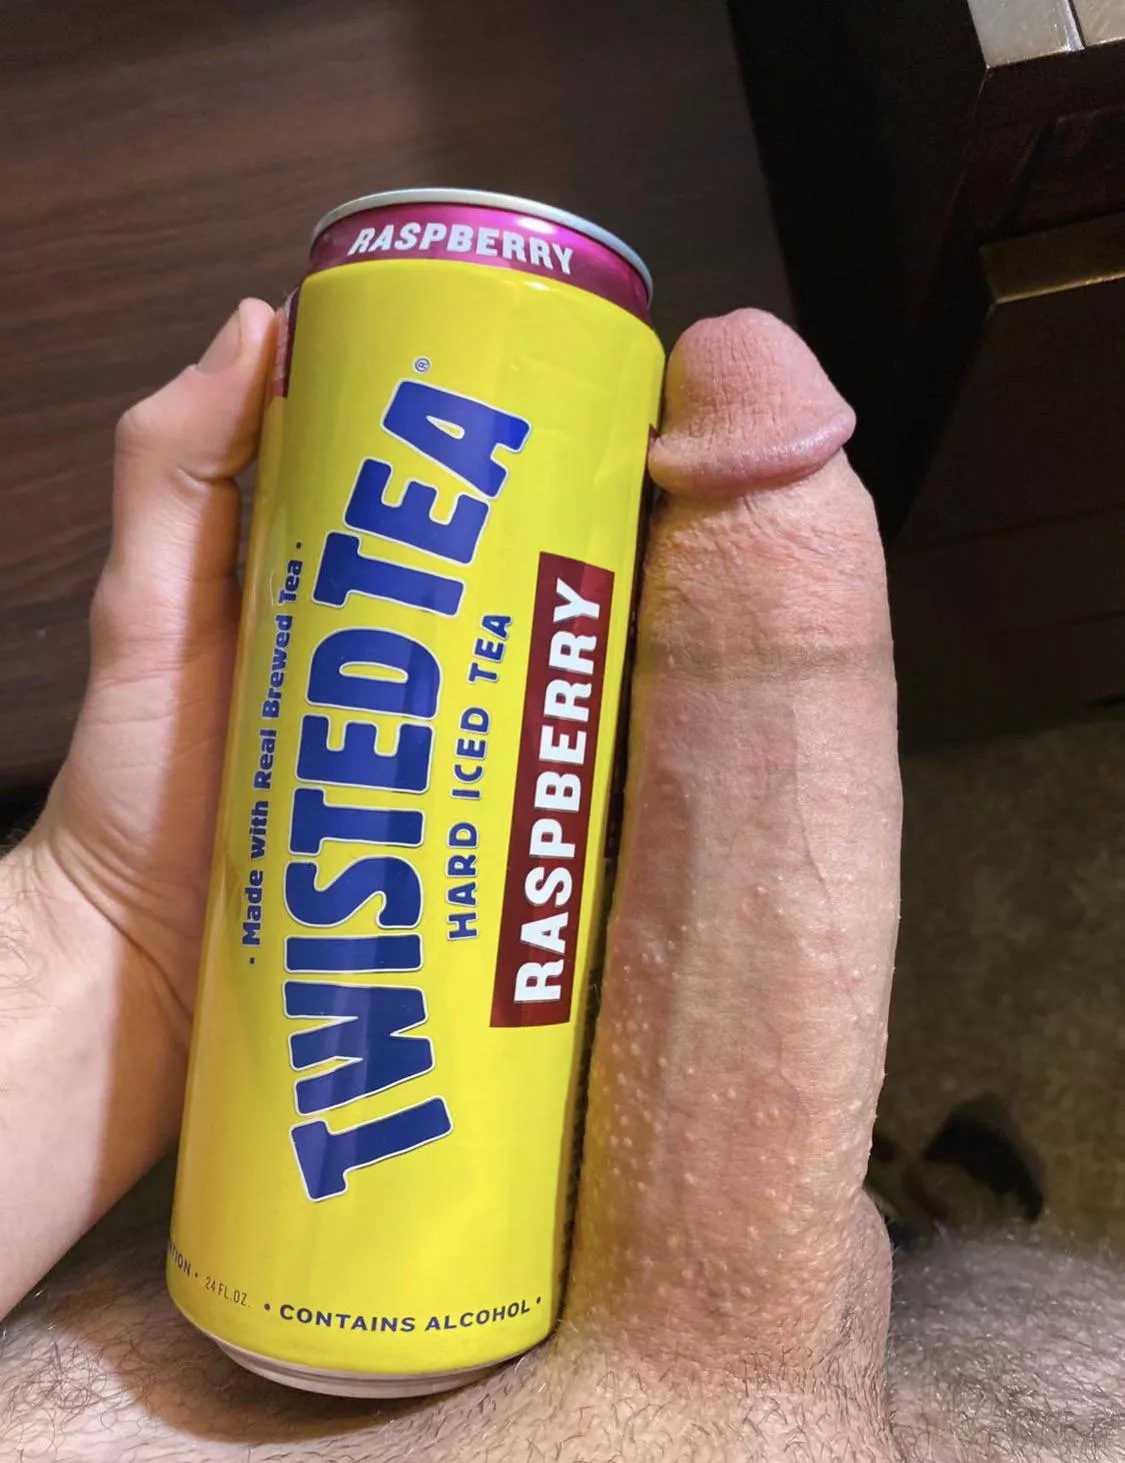 RASPBERRY
TWISTED TEA®
HARD ICED TEA
RASPBERRY
• Made with Real Brewed Tea •
24 FL.OZ.
• CONTAINS ALCOHOL •